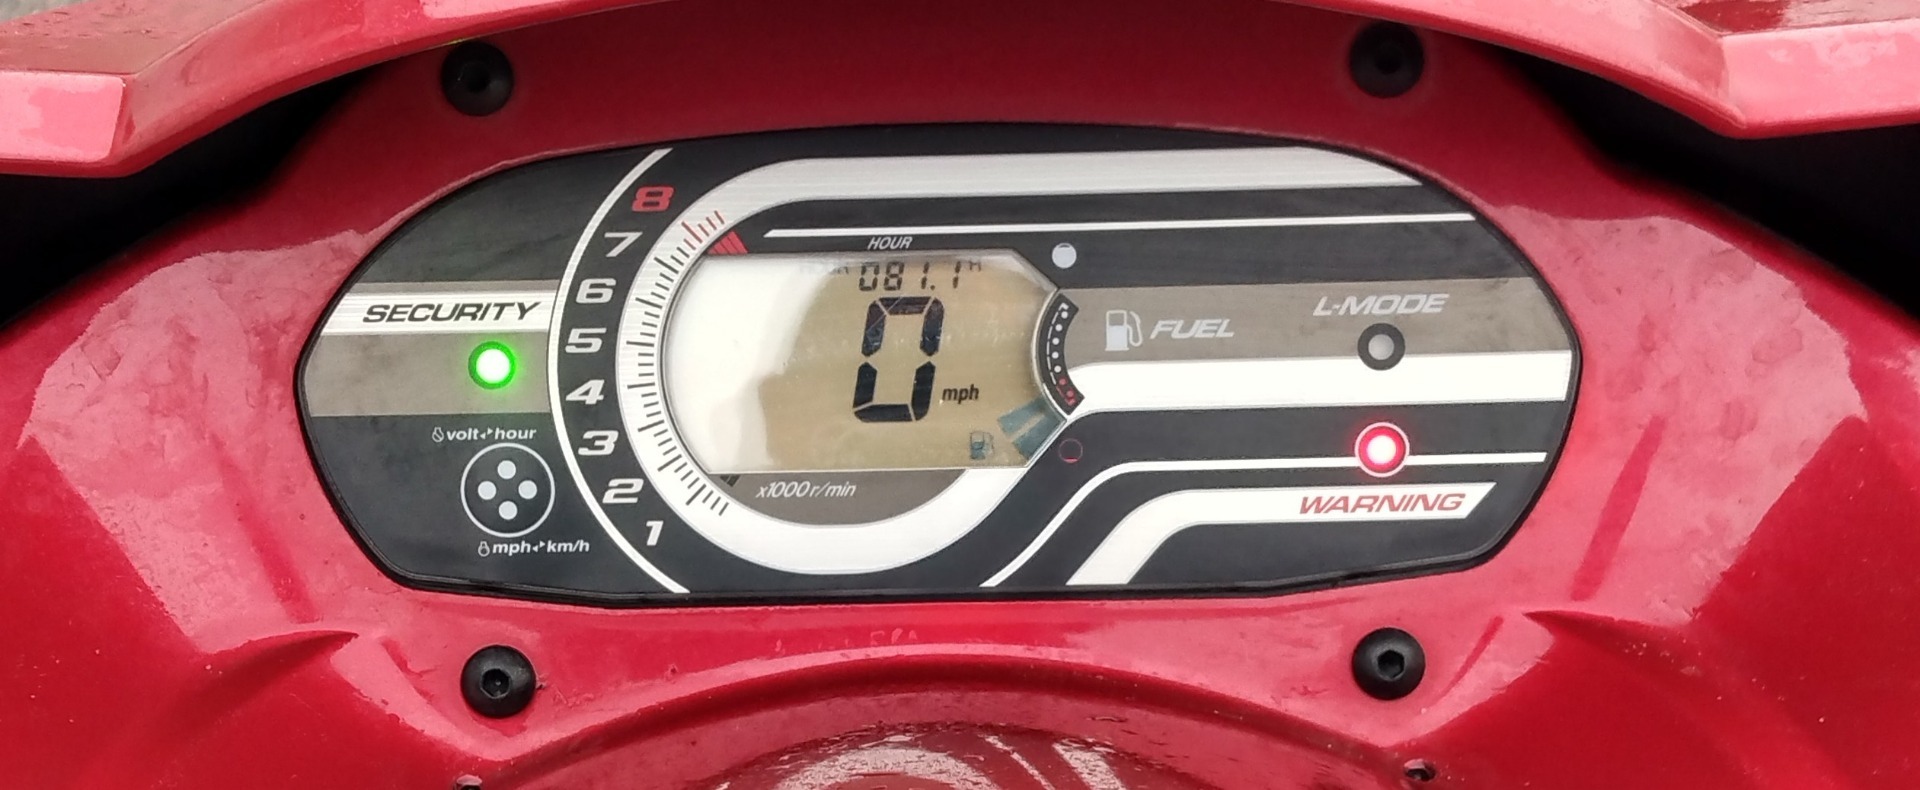 8
7
6
5
4
3
2
1
HOUR
081.1 H
0 mph
x1000 r/min
SECURITY
volt hour
mph km/h
FUEL
L-MODE
WARNING